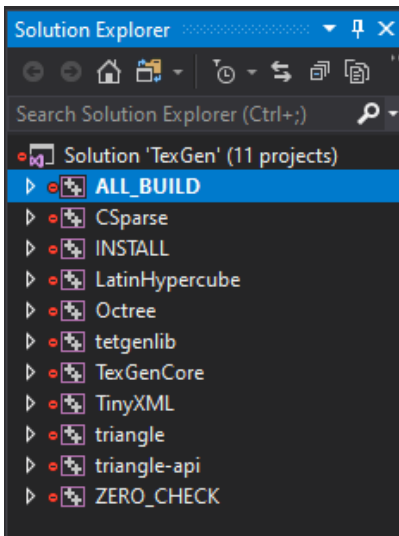 Solution Explorer
Search Solution Explorer (Ctrl+;)
Solution 'TexGen' (11 projects)
ALL_BUILD
CSparse
INSTALL
LatinHypercube
Octree
tetgenlib
TexGenCore
TinyXML
triangle
triangle-api
ZERO_CHECK